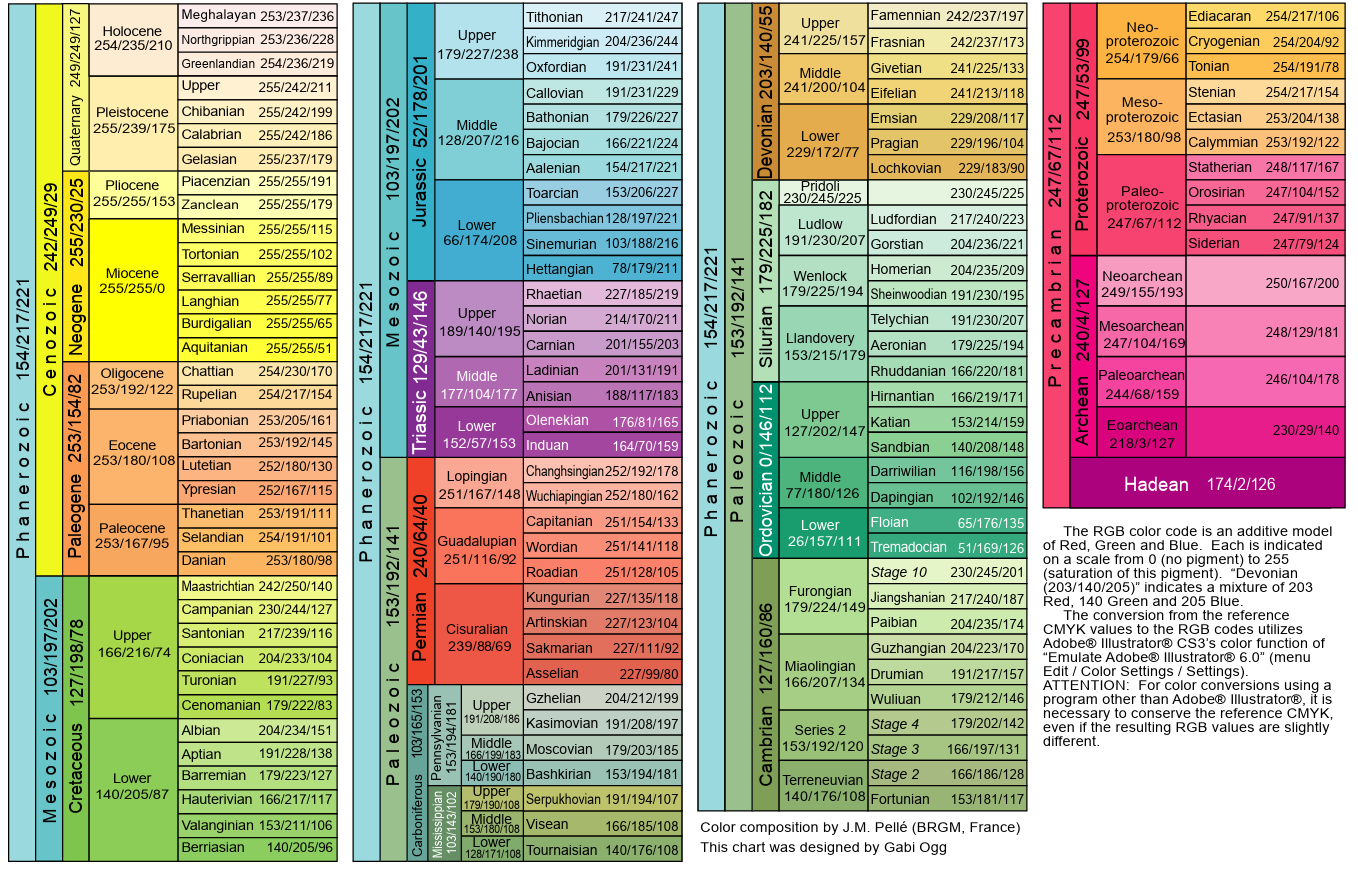 Phanerozoic 154/217/221
Cenozoic 242/249/29
Quaternary 249/249/127
Holocene
254/235/210
Meghalayan 253/237/236
Northgrippian 253/236/228
Greenlandian 254/236/219
Pleistocene
255/239/175
Upper 255/242/211
Chibanian 255/242/199
Calabrian 255/242/186
Gelasian 255/237/179
Neogene 255/230/25
Pliocene
255/255/153
Piacenzian 255/255/191
Zanclean 255/255/179
Miocene
255/255/0
Messinian 255/255/115
Tortonian 255/255/102
Serravallian 255/255/89
Langhian 255/255/77
Burdigalian 255/255/65
Aquitanian 255/255/51
Paleogene 253/154/82
Oligocene
253/192/122
Chattian 254/230/170
Rupelian 254/217/154
Eocene
253/180/108
Priabonian 253/205/161
Bartonian 253/192/145
Lutetian 252/180/130
Ypresian 252/167/115
Paleocene
253/167/95
Thanetian 253/191/111
Selandian 254/191/101
Danian 253/180/98
Mesozoic 103/197/202
Cretaceous 127/198/78
Upper
166/216/74
Maastrichtian 242/250/140
Campanian 230/244/127
Santonian 217/239/116
Coniacian 204/233/104
Turonian 191/227/93
Cenomanian 179/222/83
Lower
140/205/87
Albian 204/234/151
Aptian 191/228/138
Barremian 179/223/127
Hauterivian 166/217/117
Valanginian 153/211/106
Berriasian 140/205/96
Phanerozoic 154/217/221
Mesozoic 103/197/202
Jurassic 52/178/201
Upper
179/227/238
Tithonian 217/241/247
Kimmeridgian 204/236/244
Oxfordian 191/231/241
Middle
128/207/216
Callovian 191/231/229
Bathonian 179/226/227
Bajocian 166/221/224
Aalenian 154/217/221
Lower
66/174/208
Toarcian 153/206/227
Pliensbachian 128/197/221
Sinemurian 103/188/216
Hettangian 78/179/211
Triassic 129/43/146
Upper
189/140/195
Rhaetian 227/185/219
Norian 214/170/211
Carnian 201/155/203
Middle
177/104/177
Ladinian 201/131/191
Anisian 188/117/183
Lower
152/57/153
Olenekian 176/81/165
Induan 164/70/159
Paleozoic 153/192/141
Permian 240/64/40
Lopingian
251/167/148
Changhsingian 252/192/178
Wuchiapingian 252/180/162
Guadalupian
251/116/92
Capitanian 251/154/133
Wordian 251/141/118
Roadian 251/128/105
Cisuralian
239/88/69
Kungurian 227/135/118
Artinskian 227/123/104
Sakmarian 227/111/92
Asselian 227/99/80
Carboniferous 103/165/153
Pennsylvanian
153/194/181
Upper
191/208/186
Gzhelian 204/212/199
Kasimovian 191/208/197
Middle
166/199/183
Moscovian 179/203/185
Lower
140/190/180
Bashkirian 153/194/181
Mississippian
103/143/102
Upper
179/190/108
Serpukhovian 191/194/107
Middle
153/180/108
Visean 166/185/108
Lower
128/171/108
Tournaisian 140/176/108
Phanerozoic 154/217/221
Paleozoic 153/192/141
Devonian 203/140/55
Upper
241/225/157
Famennian 242/237/197
Frasnian 242/237/173
Middle
241/200/104
Givetian 241/225/133
Eifelian 241/213/118
Lower
229/172/77
Emsian 229/208/117
Pragian 229/196/104
Lochkovian 229/183/90
Silurian 179/225/182
Pridoli
230/245/225
230/245/225
Ludlow
191/230/207
Ludfordian 217/240/223
Gorstian 204/236/221
Wenlock
179/225/194
Homerian 204/235/209
Sheinwoodian 191/230/195
Llandovery
153/215/179
Telychian 191/230/207
Aeronian 179/225/194
Rhuddanian 166/220/181
Ordovician 0/146/112
Upper
127/202/147
Hirnantian 166/219/171
Katian 153/214/159
Sandbian 140/208/148
Middle
77/180/126
Darriwilian 116/198/156
Dapingian 102/192/146
Lower
26/157/111
Floian 65/176/135
Tremadocian 51/169/126
Cambrian 127/160/86
Furongian
179/224/149
Stage 10 230/245/201
Jiangshanian 217/240/187
Paibian 204/235/174
Miaolingian
166/207/134
Guzhangian 204/223/170
Drumian 191/217/157
Wuliuan 179/212/146
Series 2
153/192/120
Stage 4 179/202/142
Stage 3 166/197/131
Terreneuvian
140/176/108
Stage 2 166/186/128
Fortunian 153/181/117
Color composition by J.M. Pellé (BRGM, France)
This chart was designed by Gabi Ogg
Precambrian 247/67/112
Proterozoic 247/53/99
Neo-
proterozoic
254/179/66
Ediacaran 254/217/106
Cryogenian 254/204/92
Tonian 254/191/78
Meso-
proterozoic
253/180/98
Stenian 254/217/154
Ectasian 253/204/138
Calymmian 253/192/122
Paleo-
proterozoic
247/67/112
Statherian 248/117/167
Orosirian 247/104/152
Rhyacian 247/91/137
Siderian 247/79/124
Archean 240/4/127
Neoarchean
249/155/193
250/167/200
Mesoarchean
247/104/169
248/129/181
Paleoarchean
244/68/159
246/104/178
Eoarchean
218/3/127
230/29/140
Hadean 174/2/126
The RGB color code is an additive model
of Red, Green and Blue. Each is indicated
on a scale from 0 (no pigment) to 255
(saturation of this pigment). “Devonian
(203/140/205)” indicates a mixture of 203
Red, 140 Green and 205 Blue.
The conversion from the reference
CMYK values to the RGB codes utilizes
Adobe® Illustrator® CS3’s color function of
“Emulate Adobe® Illustrator® 6.0” (menu
Edit / Color Settings / Settings).
ATTENTION: For color conversions using a
program other than Adobe® Illustrator®, it is
necessary to conserve the reference CMYK,
even if the resulting RGB values are slightly
different.